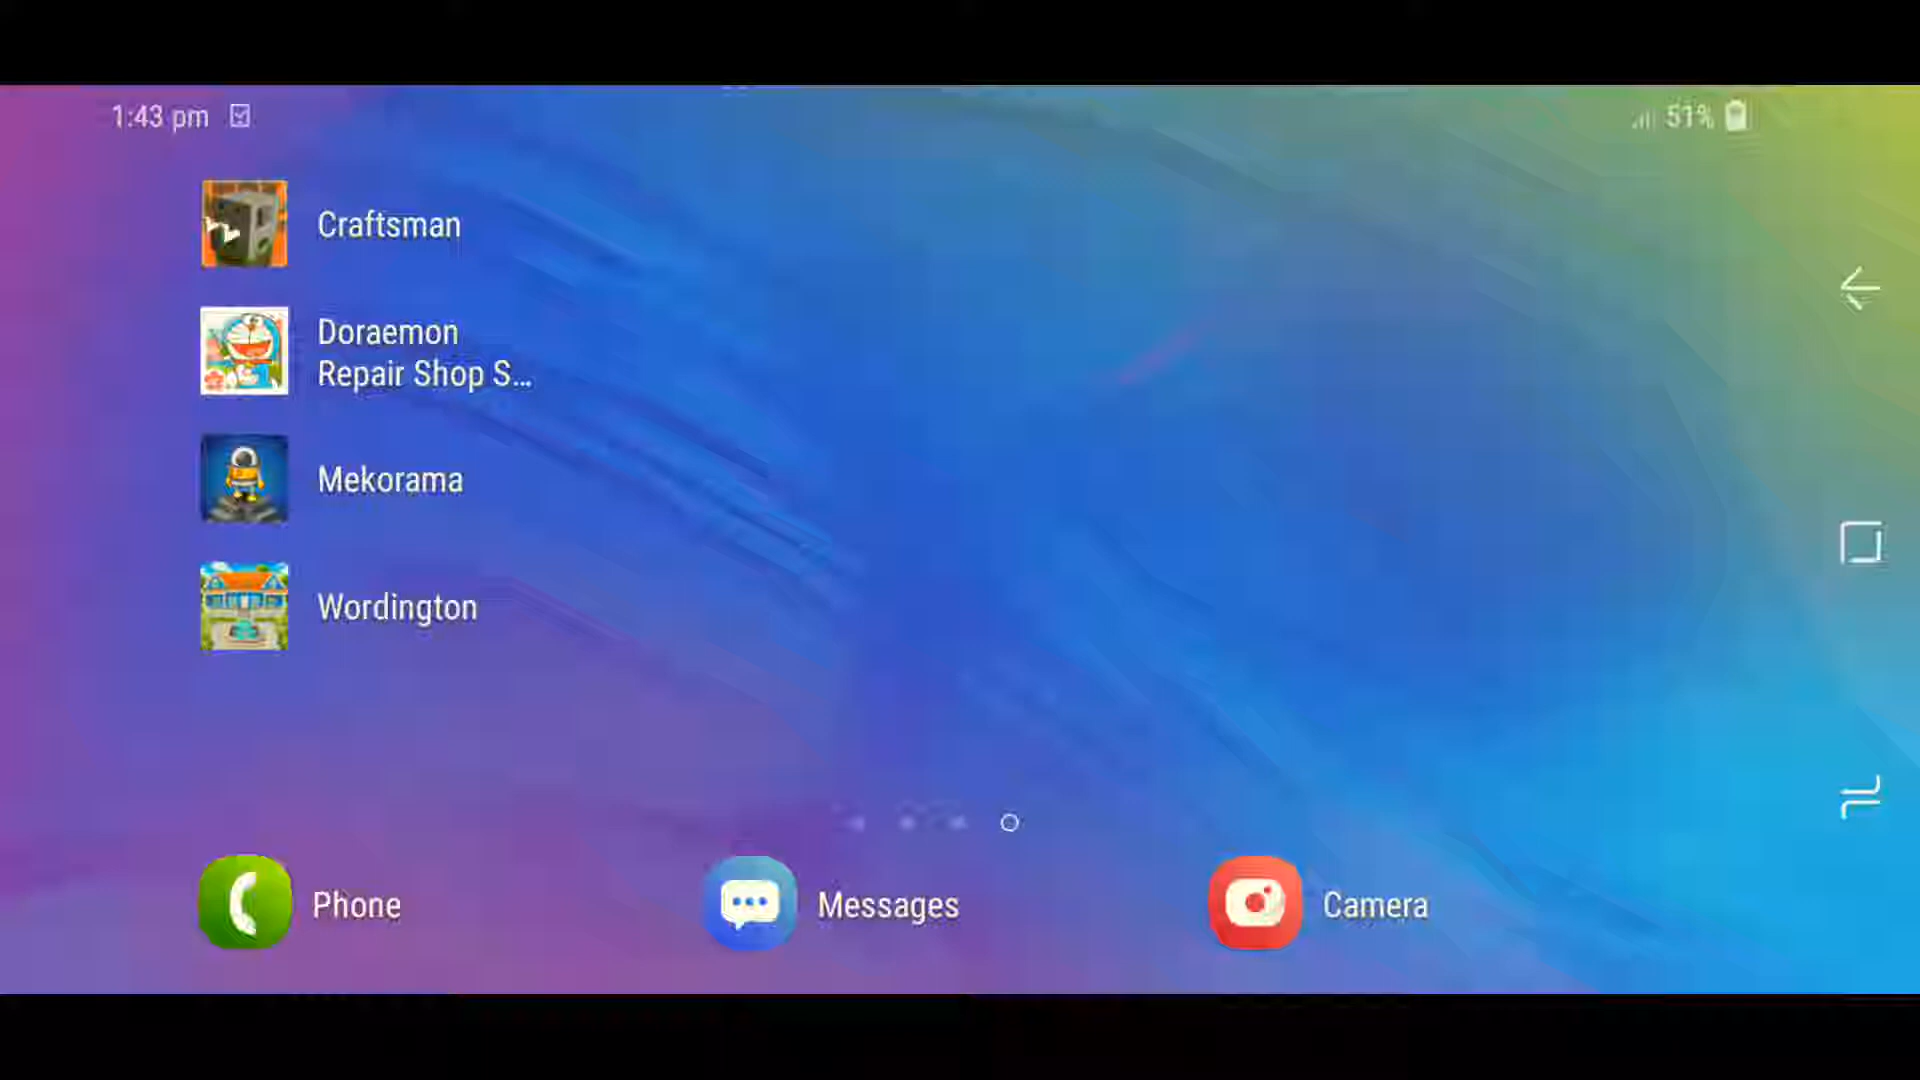 1:43 pm
51%
Craftsman
Doraemon
Repair Shop S...
Mekorama
Wordington
Phone
Messages
Camera